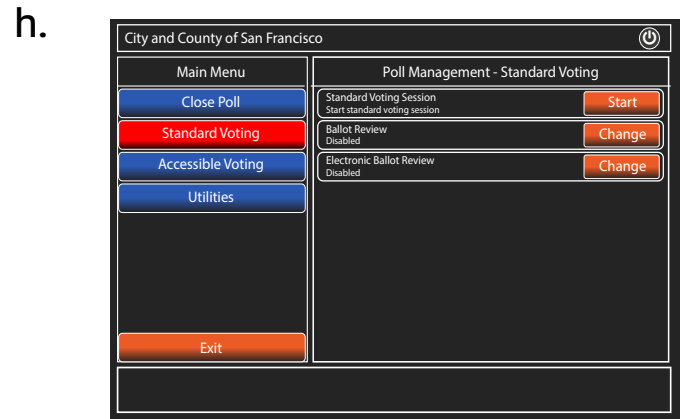 h.
City and County of San Francisco
Main Menu
Close Poll
Standard Voting
Accessible Voting
Utilities
Exit
Poll Management - Standard Voting
Standard Voting Session
Start standard voting session
Start
Ballot Review
Disabled
Change
Electronic Ballot Review
Disabled
Change